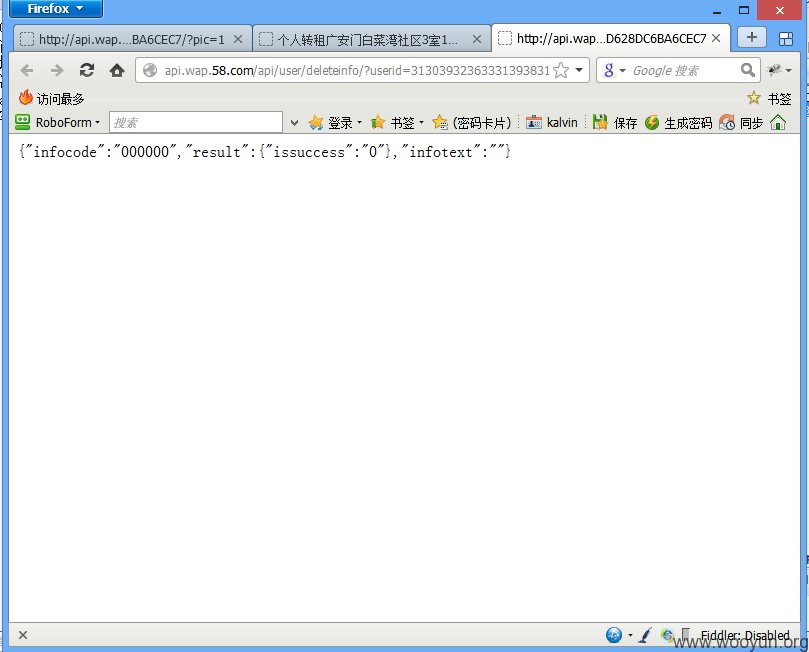 Firefox
http://api.wap....BA6CEC7/?pic=1
个人转租广安门白菜湾社区3室1...
http://api.wap...D628DC6BA6CEC7
api.wap.58.com/api/user/deleteinfo/?userid=31303932363331393831
Google 搜索
访问最多
书签
RoboForm
搜索
登录
书签
(密码卡片)
kalvin
保存
生成密码
同步
{"infocode":"000000","result":{"issuccess":"0"},"infotext":""}
Fiddler: Disabled
www.wooyun.org